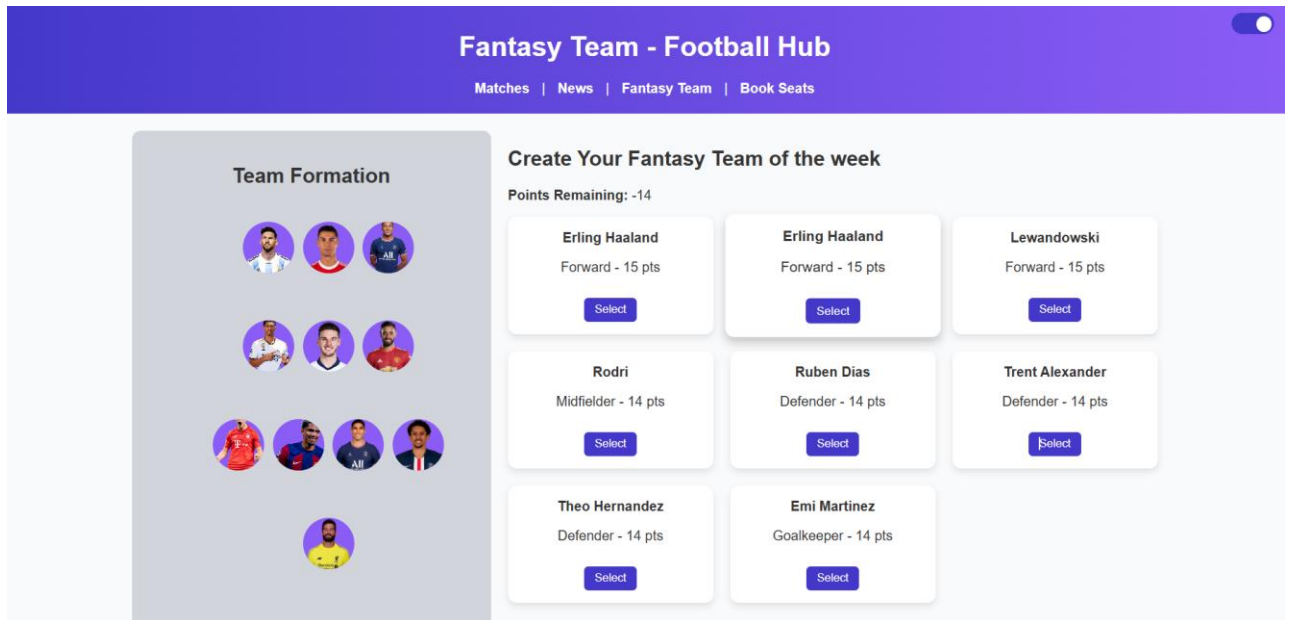 Fantasy Team - Football Hub
Matches | News | Fantasy Team | Book Seats
Team Formation
Create Your Fantasy Team of the week
Points Remaining: -14
Erling Haaland
Forward - 15 pts
Select
Erling Haaland
Forward - 15 pts
Select
Lewandowski
Forward - 15 pts
Select
Rodri
Midfielder - 14 pts
Select
Ruben Dias
Defender - 14 pts
Select
Trent Alexander
Defender - 14 pts
Select
Theo Hernandez
Defender - 14 pts
Select
Emi Martinez
Goalkeeper - 14 pts
Select